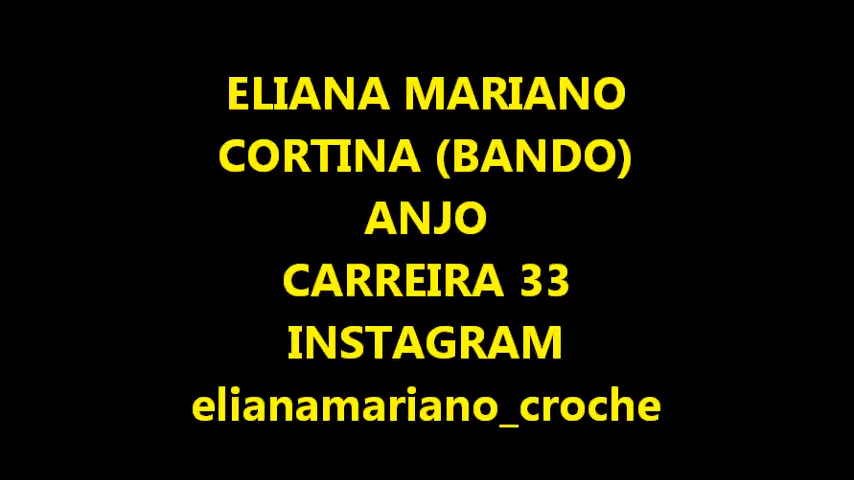 ELIANA MARIANO
CORTINA (BANDO)
ANJO
CARREIRA 33
INSTAGRAM
elianamariano_croche